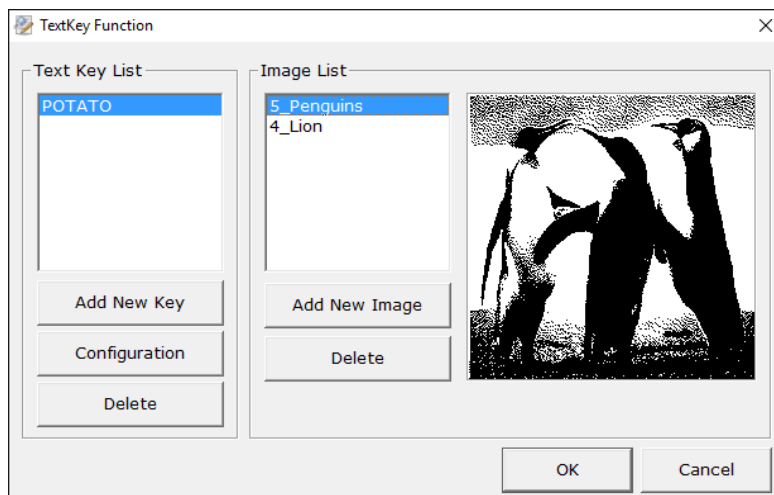 TextKey Function
Text Key List
POTATO
Add New Key
Configuration
Delete
Image List
5_Penguins
4_Lion
Add New Image
Delete
OK
Cancel